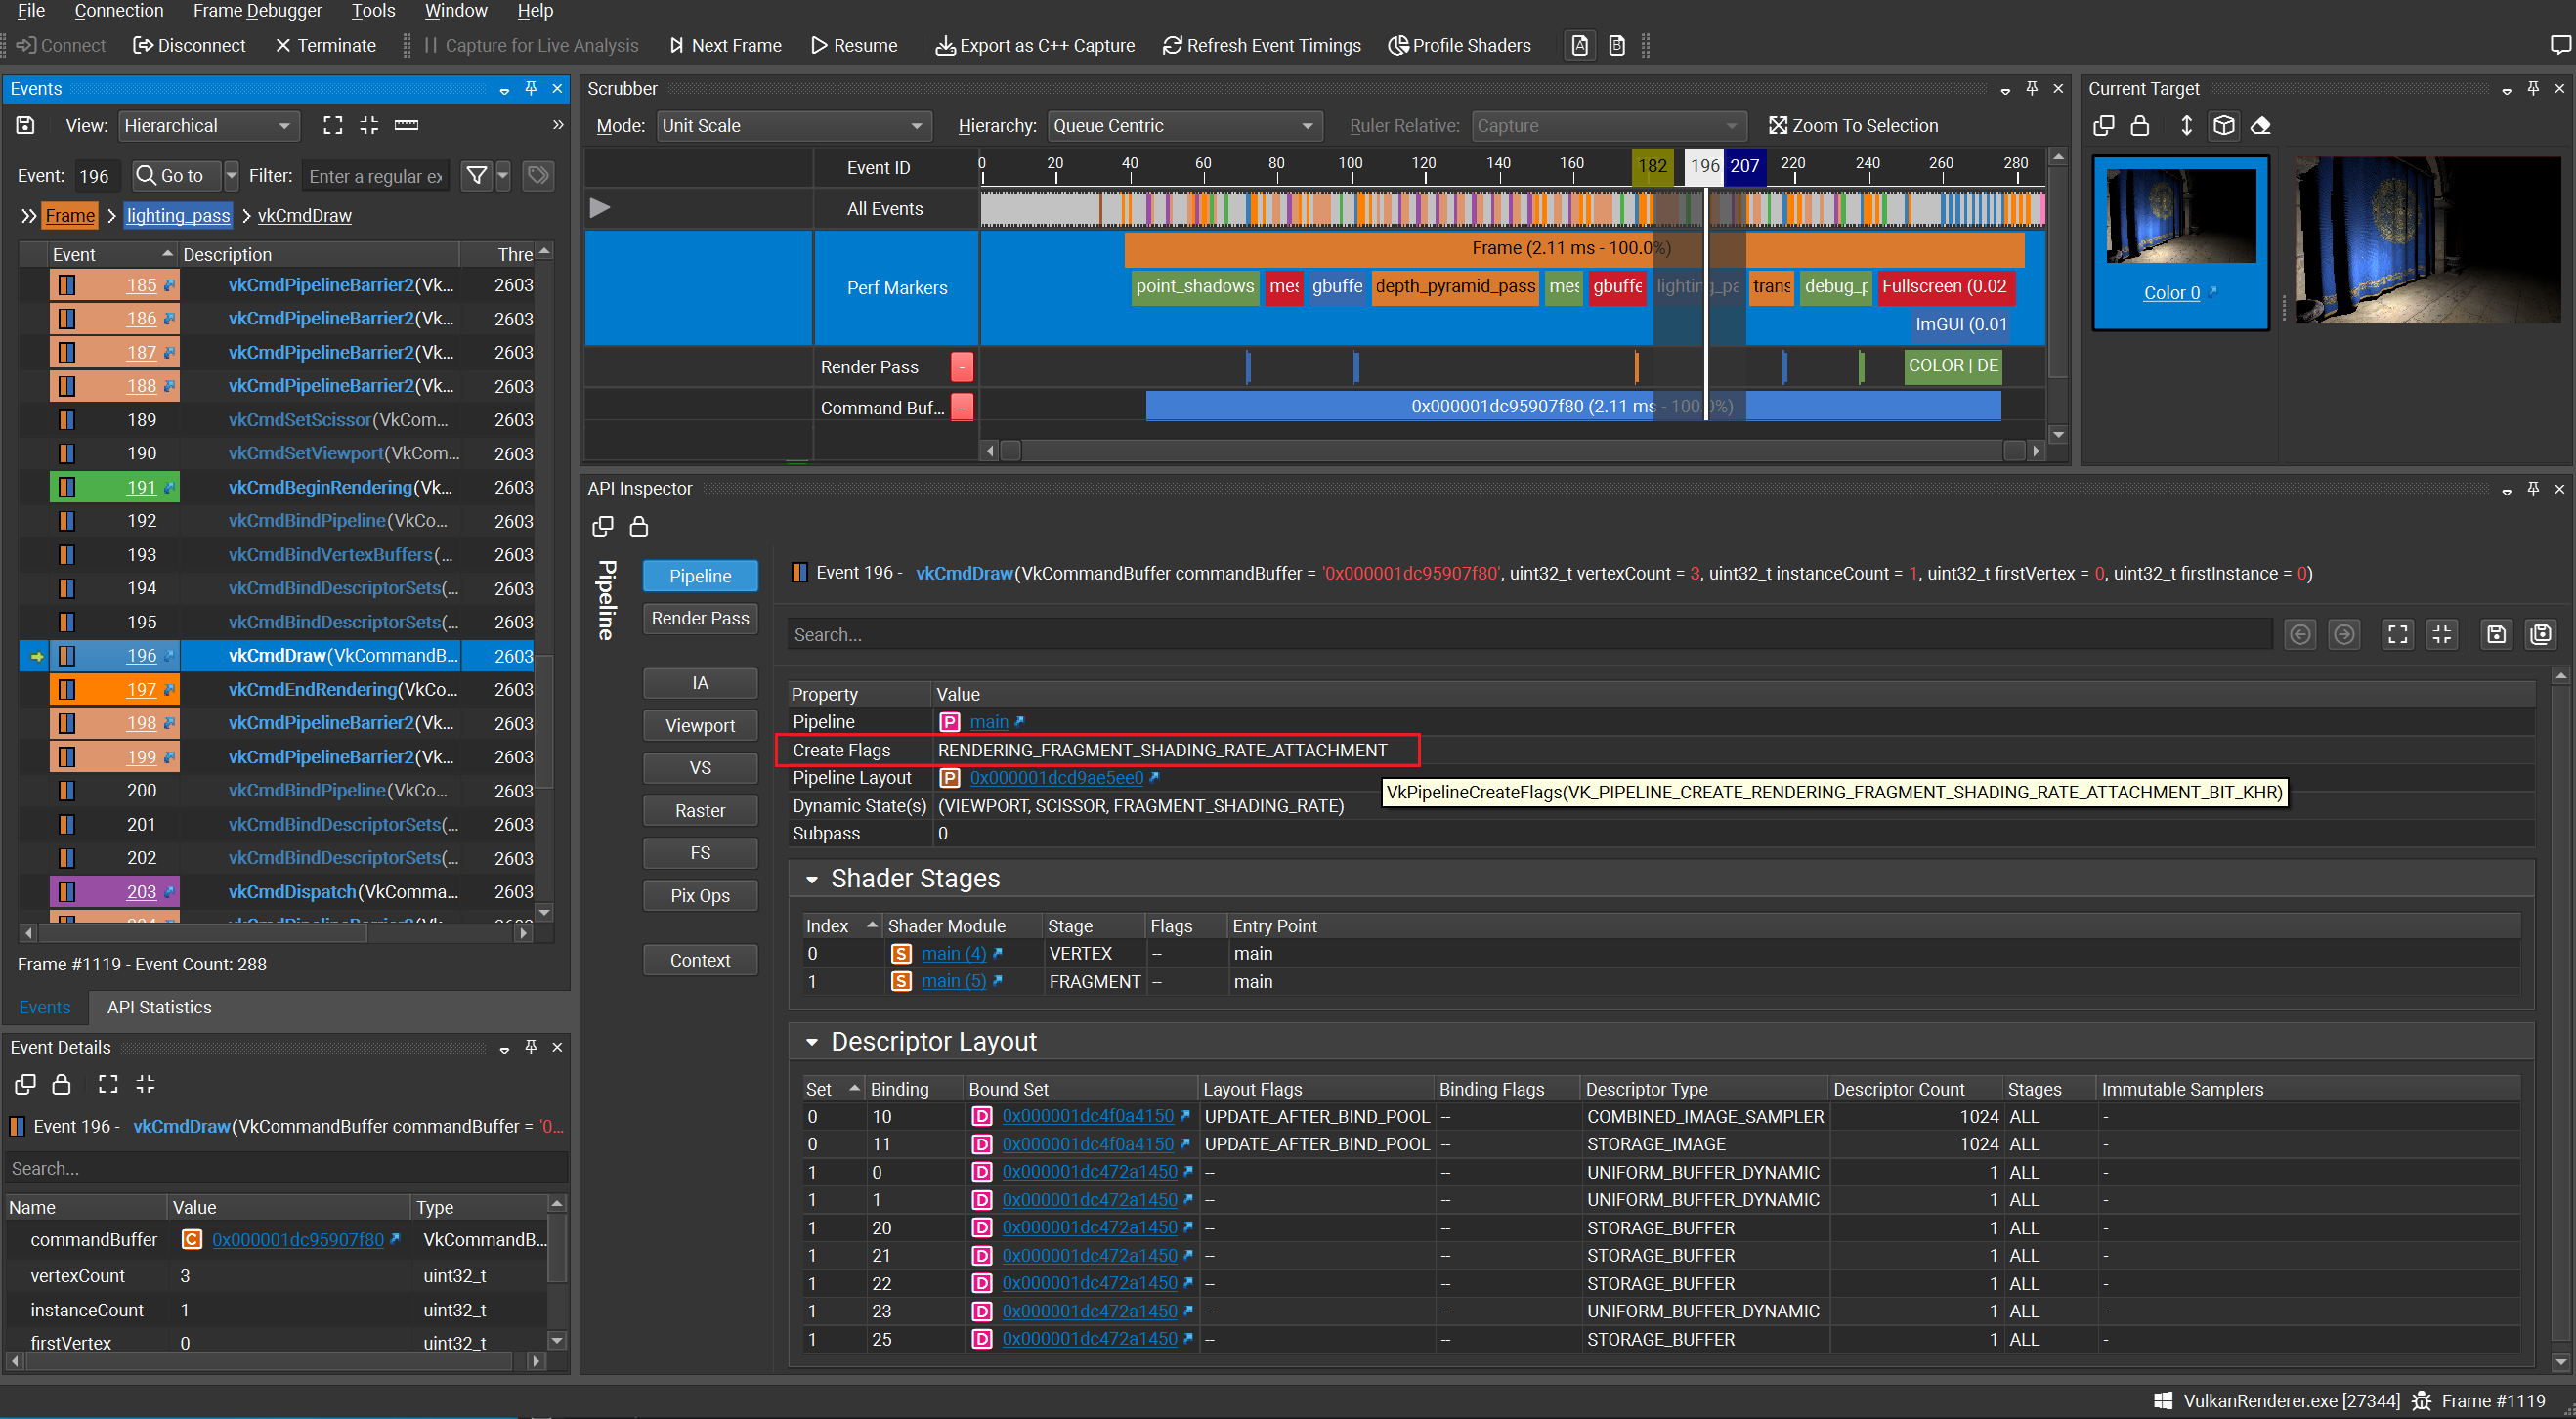 File Connection Frame Debugger Tools Window Help
Connect Disconnect Terminate Capture for Live Analysis Next Frame Resume Export as C++ Capture Refresh Event Timings Profile Shaders A B
Events
View: Hierarchical »
Event: 196 Go to Filter: Enter a regular ex
» Frame > lighting_pass > vkCmdDraw
Event Description Thre
185 vkCmdPipelineBarrier2(Vk... 2603
186 vkCmdPipelineBarrier2(Vk... 2603
187 vkCmdPipelineBarrier2(Vk... 2603
188 vkCmdPipelineBarrier2(Vk... 2603
189 vkCmdSetScissor(VkCom... 2603
190 vkCmdSetViewport(VkCom... 2603
191 vkCmdBeginRendering(Vk... 2603
192 vkCmdBindPipeline(VkCo... 2603
193 vkCmdBindVertexBuffers(... 2603
194 vkCmdBindDescriptorSets(... 2603
195 vkCmdBindDescriptorSets(... 2603
196 vkCmdDraw(VkCommandB... 2603
197 vkCmdEndRendering(VkCo... 2603
198 vkCmdPipelineBarrier2(Vk... 2603
199 vkCmdPipelineBarrier2(Vk... 2603
200 vkCmdBindPipeline(VkCo... 2603
201 vkCmdBindDescriptorSets(... 2603
202 vkCmdBindDescriptorSets(... 2603
203 vkCmdDispatch(VkComma... 2603
Frame #1119 - Event Count: 288
Events API Statistics
Event Details
Event 196 - vkCmdDraw(VkCommandBuffer commandBuffer = '0...
Search...
Name Value Type
commandBuffer C 0x000001dc95907f80 VkCommandB...
vertexCount 3 uint32_t
instanceCount 1 uint32_t
firstVertex 0 uint32_t
Scrubber
Mode: Unit Scale Hierarchy: Queue Centric Ruler Relative: Capture Zoom To Selection
Event ID 0 20 40 60 80 100 120 140 160 182 196 207 220 240 260 280
All Events
Frame (2.11 ms - 100.0%)
Perf Markers point_shadows mes gbuffe depth_pyramid_pass mes gbuffe lighting_pa trans debug_p Fullscreen (0.02
ImGUI (0.01
Render Pass - COLOR | DE
Command Buf... - 0x000001dc95907f80 (2.11 ms - 100.0%)
Current Target
Color 0
API Inspector
Pipeline
Pipeline
Render Pass
IA
Viewport
VS
Raster
FS
Pix Ops
Context
Event 196 - vkCmdDraw(VkCommandBuffer commandBuffer = '0x000001dc95907f80', uint32_t vertexCount = 3, uint32_t instanceCount = 1, uint32_t firstVertex = 0, uint32_t firstInstance = 0)
Search...
Property Value
Pipeline P main
Create Flags RENDERING_FRAGMENT_SHADING_RATE_ATTACHMENT
Pipeline Layout P 0x000001dcd9ae5ee0
VkPipelineCreateFlags(VK_PIPELINE_CREATE_RENDERING_FRAGMENT_SHADING_RATE_ATTACHMENT_BIT_KHR)
Dynamic State(s) (VIEWPORT, SCISSOR, FRAGMENT_SHADING_RATE)
Subpass 0
Shader Stages
Index Shader Module Stage Flags Entry Point
0 S main (4) VERTEX -- main
1 S main (5) FRAGMENT -- main
Descriptor Layout
Set Binding Bound Set Layout Flags Binding Flags Descriptor Type Descriptor Count Stages Immutable Samplers
0 10 D 0x000001dc4f0a4150 UPDATE_AFTER_BIND_POOL -- COMBINED_IMAGE_SAMPLER 1024 ALL -
0 11 D 0x000001dc4f0a4150 UPDATE_AFTER_BIND_POOL -- STORAGE_IMAGE 1024 ALL -
1 0 D 0x000001dc472a1450 -- -- UNIFORM_BUFFER_DYNAMIC 1 ALL -
1 1 D 0x000001dc472a1450 -- -- UNIFORM_BUFFER_DYNAMIC 1 ALL -
1 20 D 0x000001dc472a1450 -- -- STORAGE_BUFFER 1 ALL -
1 21 D 0x000001dc472a1450 -- -- STORAGE_BUFFER 1 ALL -
1 22 D 0x000001dc472a1450 -- -- STORAGE_BUFFER 1 ALL -
1 23 D 0x000001dc472a1450 -- -- UNIFORM_BUFFER_DYNAMIC 1 ALL -
1 25 D 0x000001dc472a1450 -- -- STORAGE_BUFFER 1 ALL -
VulkanRenderer.exe [27344] Frame #1119